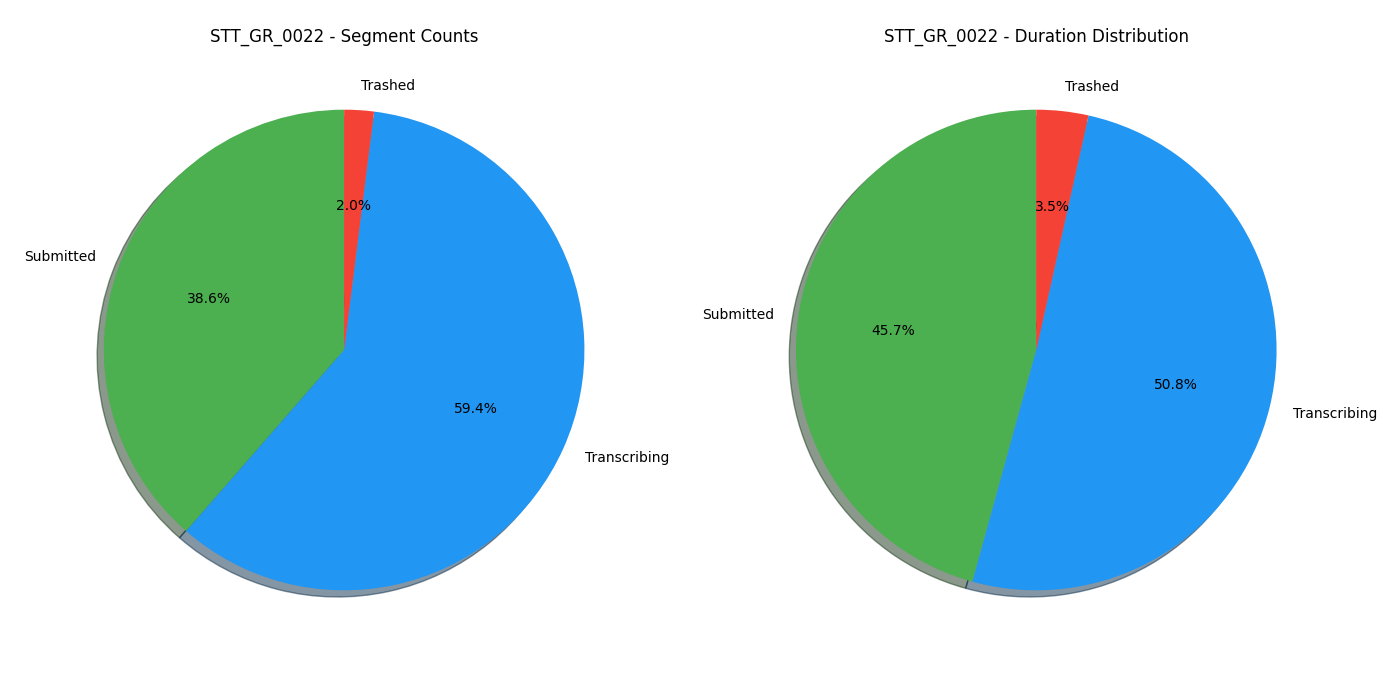 STT_GR_0022 - Segment Counts
Trashed
2.0%
Submitted
38.6%
59.4%
Transcribing
STT_GR_0022 - Duration Distribution
Trashed
3.5%
Submitted
45.7%
50.8%
Transcribing